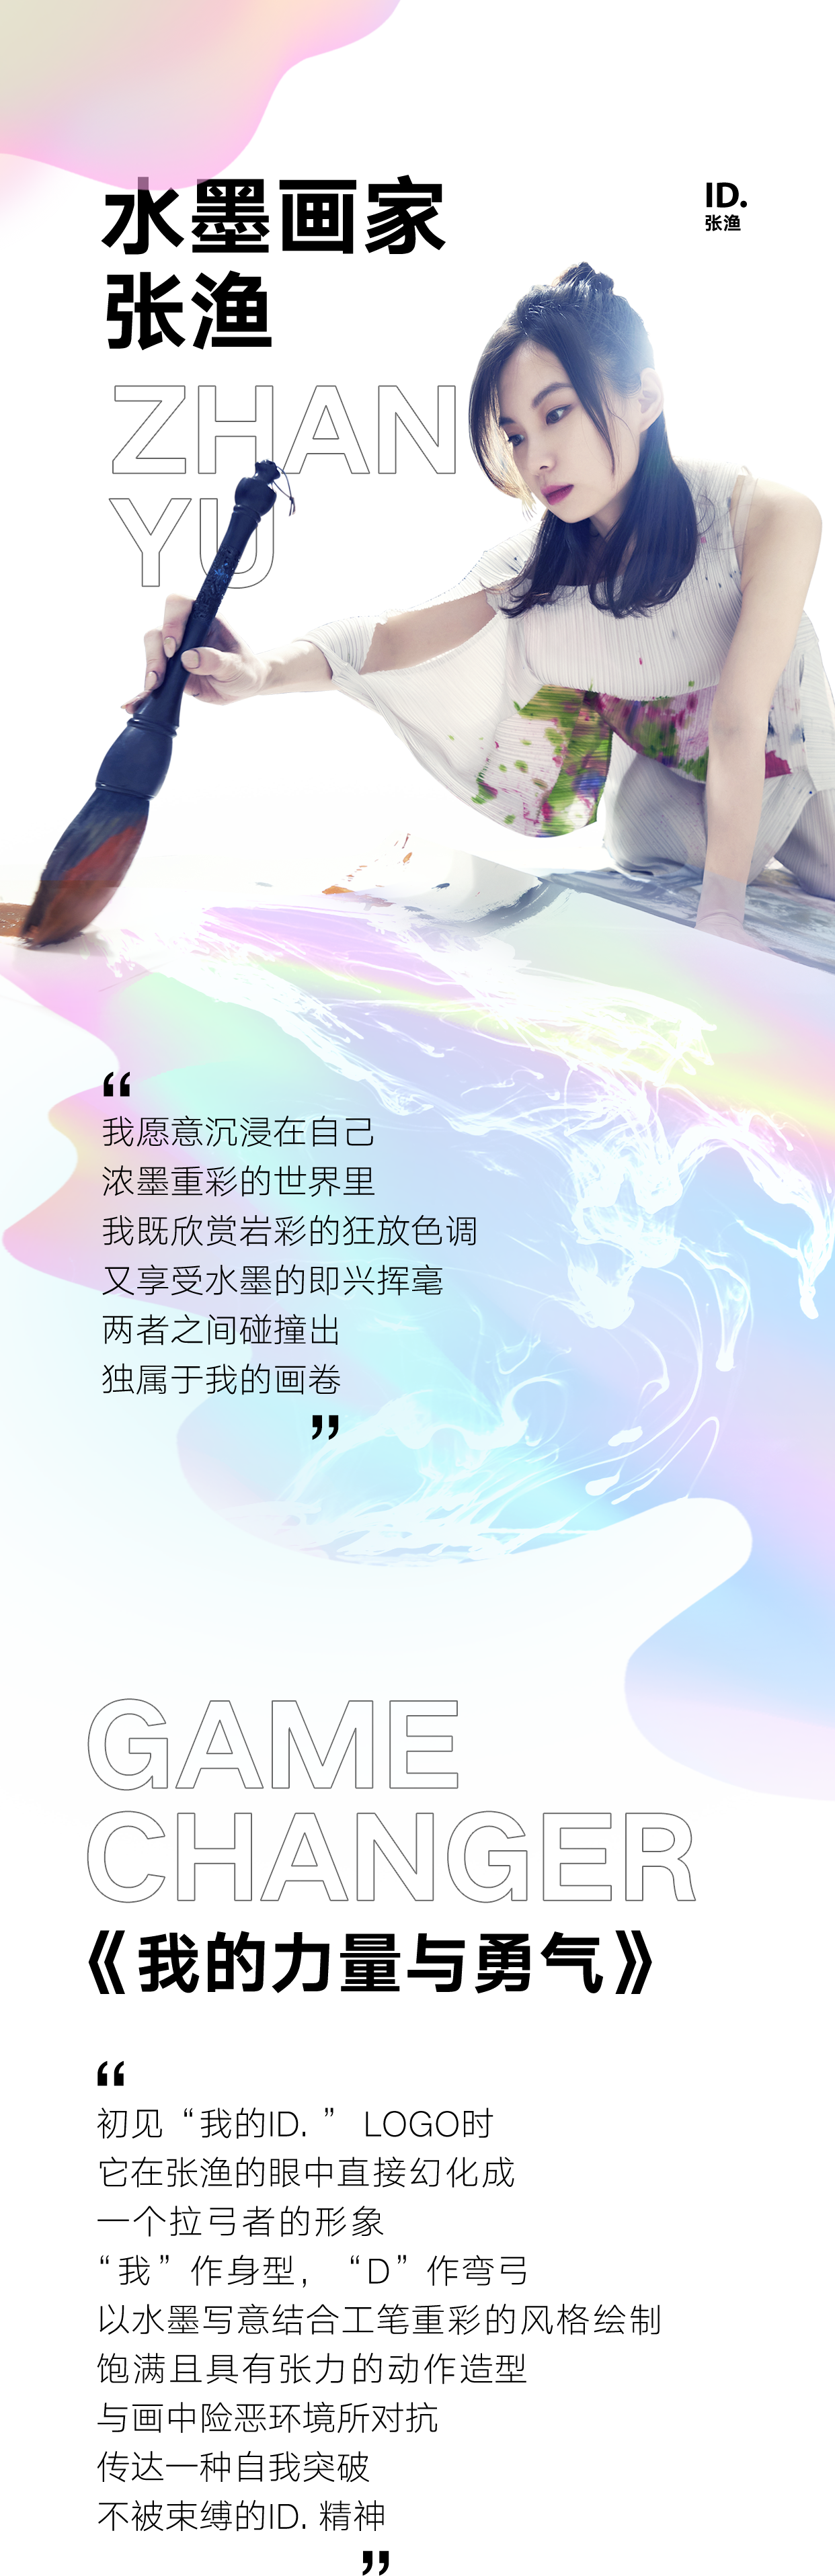 水墨画家
张渔
ID.
张渔
ZHAN
YU
“
我愿意沉浸在自己
浓墨重彩的世界里
我既欣赏岩彩的狂放色调
又享受水墨的即兴挥毫
两者之间碰撞出
独属于我的画卷
”
GAME
CHANGER
《我的力量与勇气》
“
初见“我的ID. ” LOGO时
它在张渔的眼中直接幻化成
一个拉弓者的形象
“我”作身型，“D”作弯弓
以水墨写意结合工笔重彩的风格绘制
饱满且具有张力的动作造型
与画中险恶环境所对抗
传达一种自我突破
不被束缚的ID. 精神
”